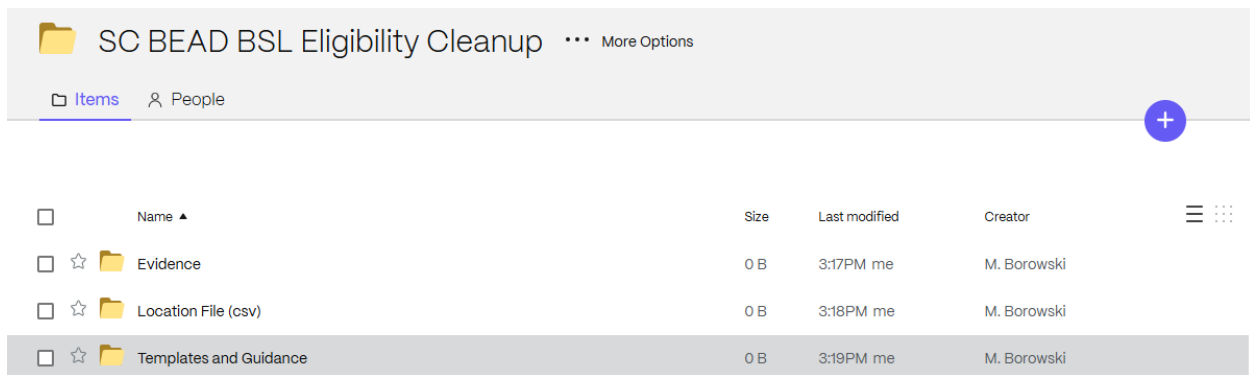 SC BEAD BSL Eligibility Cleanup ••• More Options
Items People
+
Name ▲ Size Last modified Creator
Evidence 0 B 3:17PM me M. Borowski
Location File (csv) 0 B 3:18PM me M. Borowski
Templates and Guidance 0 B 3:19PM me M. Borowski